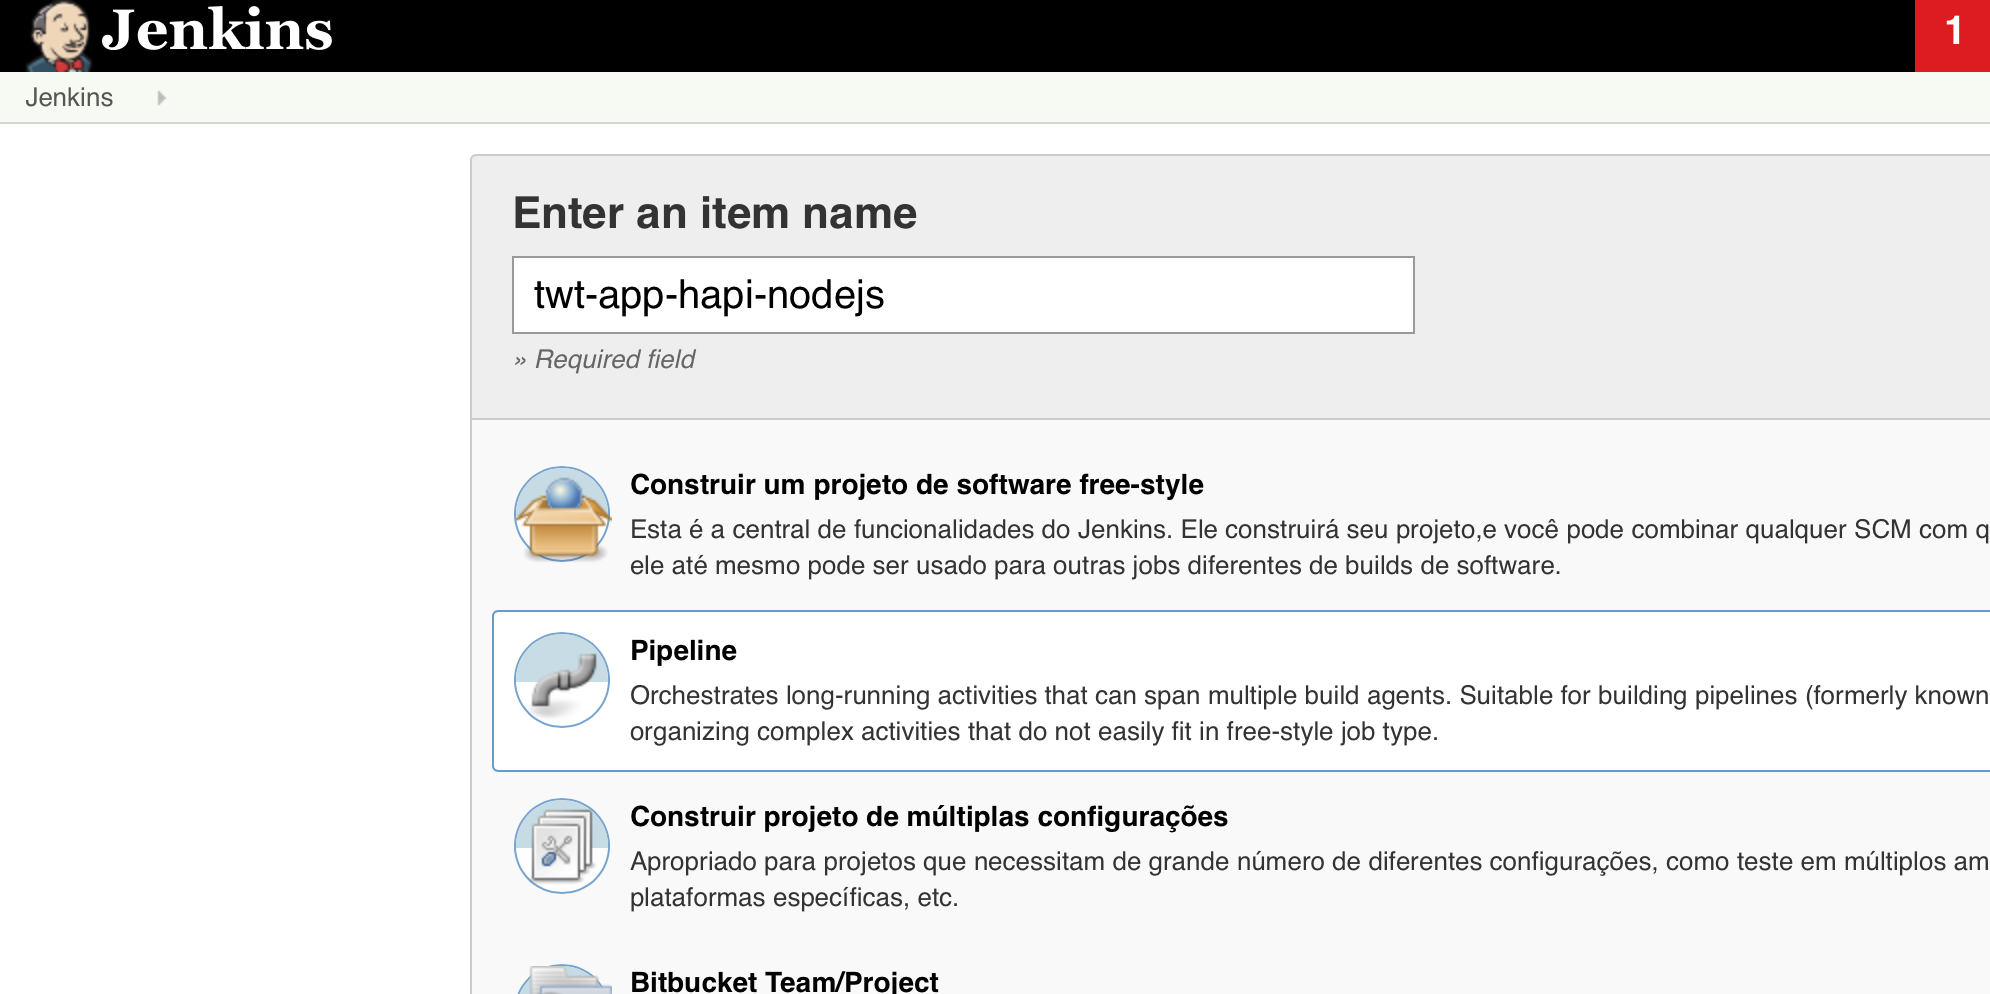 Jenkins
1
Jenkins
Enter an item name
twt-app-hapi-nodejs
» Required field
Construir um projeto de software free-style
Esta é a central de funcionalidades do Jenkins. Ele construirá seu projeto,e você pode combinar qualquer SCM com q
ele até mesmo pode ser usado para outras jobs diferentes de builds de software.
Pipeline
Orchestrates long-running activities that can span multiple build agents. Suitable for building pipelines (formerly known
organizing complex activities that do not easily fit in free-style job type.
Construir projeto de múltiplas configurações
Apropriado para projetos que necessitam de grande número de diferentes configurações, como teste em múltiplos am
plataformas específicas, etc.
Bitbucket Team/Project